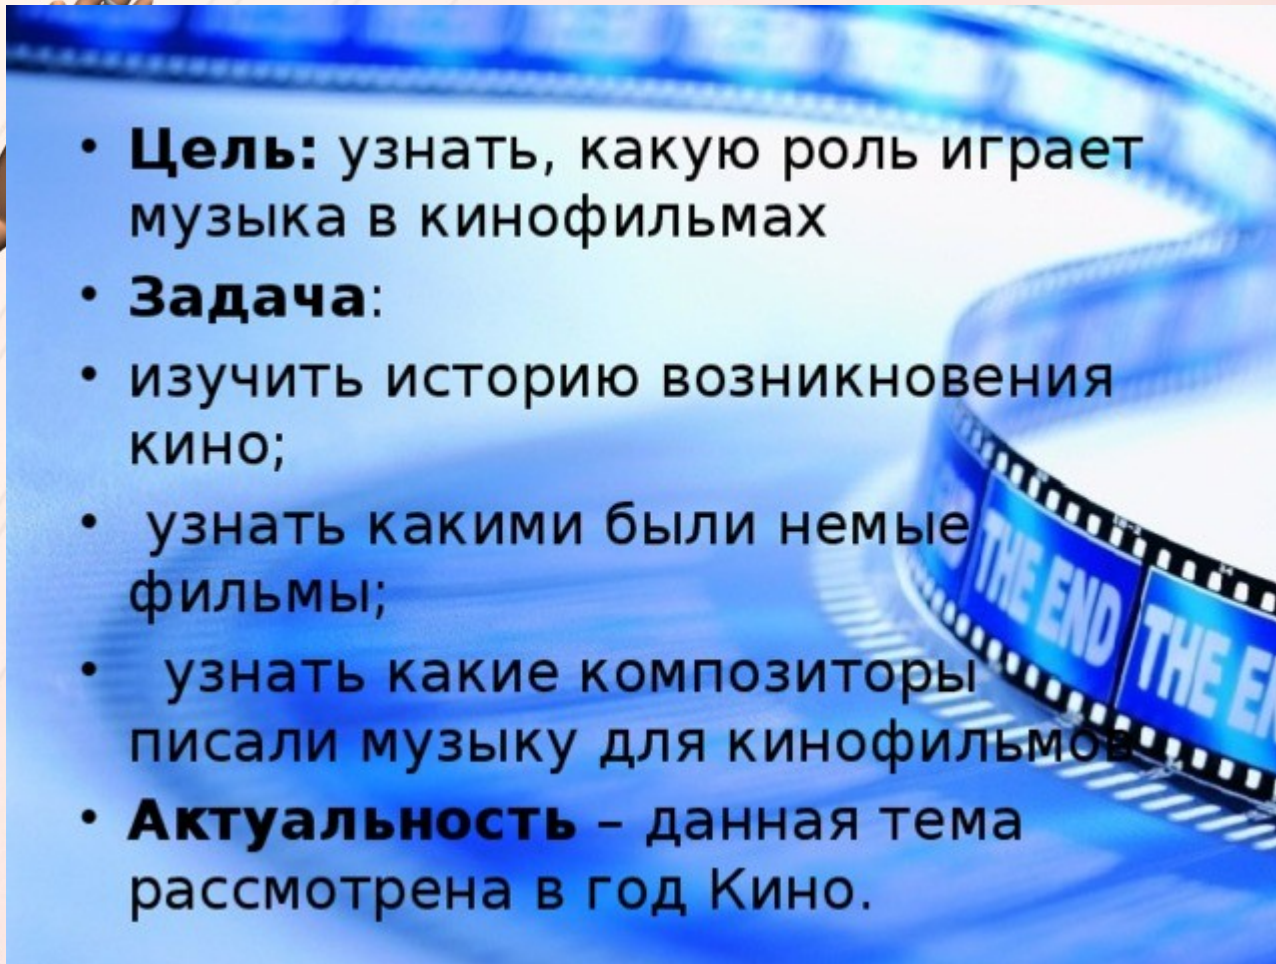 • Цель: узнать, какую роль играет
музыка в кинофильмах
• Задача:
• изучить историю возникновения
кино;
• узнать какими были немые
фильмы;
• узнать какие композиторы
писали музыку для кинофильмов
• Актуальность – данная тема
рассмотрена в год Кино.
THE END
THE E